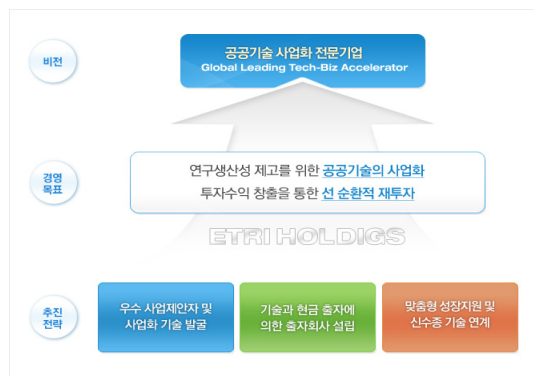 비전
공공기술 사업화 전문기업
Global Leading Tech-Biz Accelerator
경영
목표
연구생산성 제고를 위한 공공기술의 사업화
투자수익 창출을 통한 선 순환적 재투자
ETRI HOLDIGS
추진
전략
우수 사업제안자 및
사업화 기술 발굴
기술과 현금 출자에
의한 출자회사 설립
맞춤형 성장지원 및
신수종 기술 연계